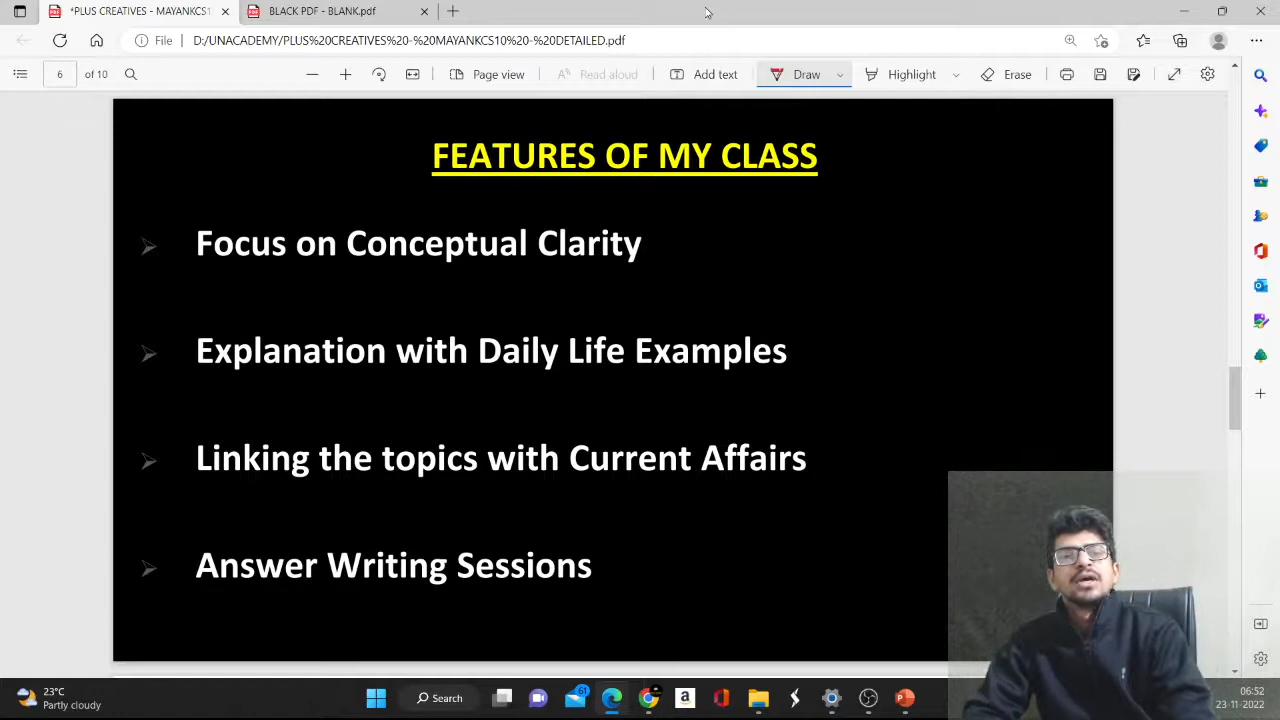 *PLUS CREATIVES - MAYANKCS1
BLACK PDF - BLANK.pdf
File
D:/UNACADEMY/PLUS%20CREATIVES%20-%20MAYANKCS10%20-%20DETAILED.pdf
6 of 10
Page view
Read aloud
Add text
Draw
Highlight
Erase
FEATURES OF MY CLASS
Focus on Conceptual Clarity
Explanation with Daily Life Examples
Linking the topics with Current Affairs
Answer Writing Sessions
23°C
Partly cloudy
Search
61
06:52
23-11-2022